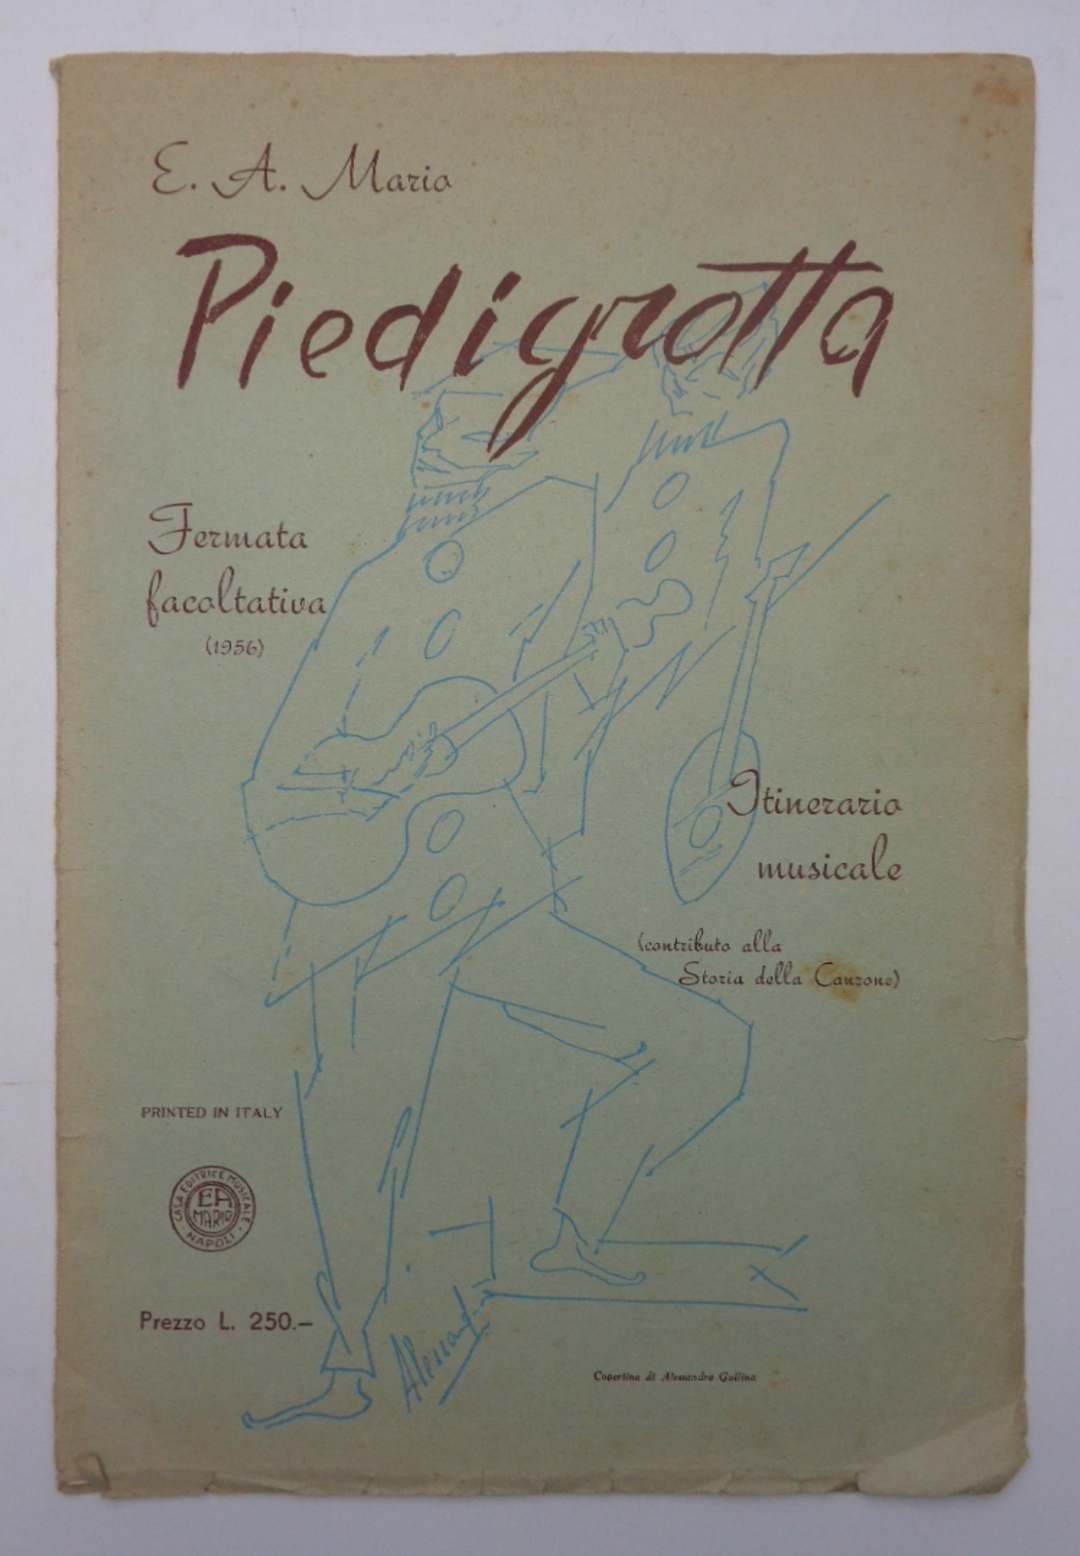 E. A. Mario
Piedigrotta
Fermata
facoltativa
(1956)
Itinerario
musicale
(contributo alla
Storia della Canzone)
PRINTED IN ITALY
CASA EDITRICE MUSICALE
EA
MARIO
NAPOLI
Prezzo L. 250.—
Copertina di Alessandro Gallina